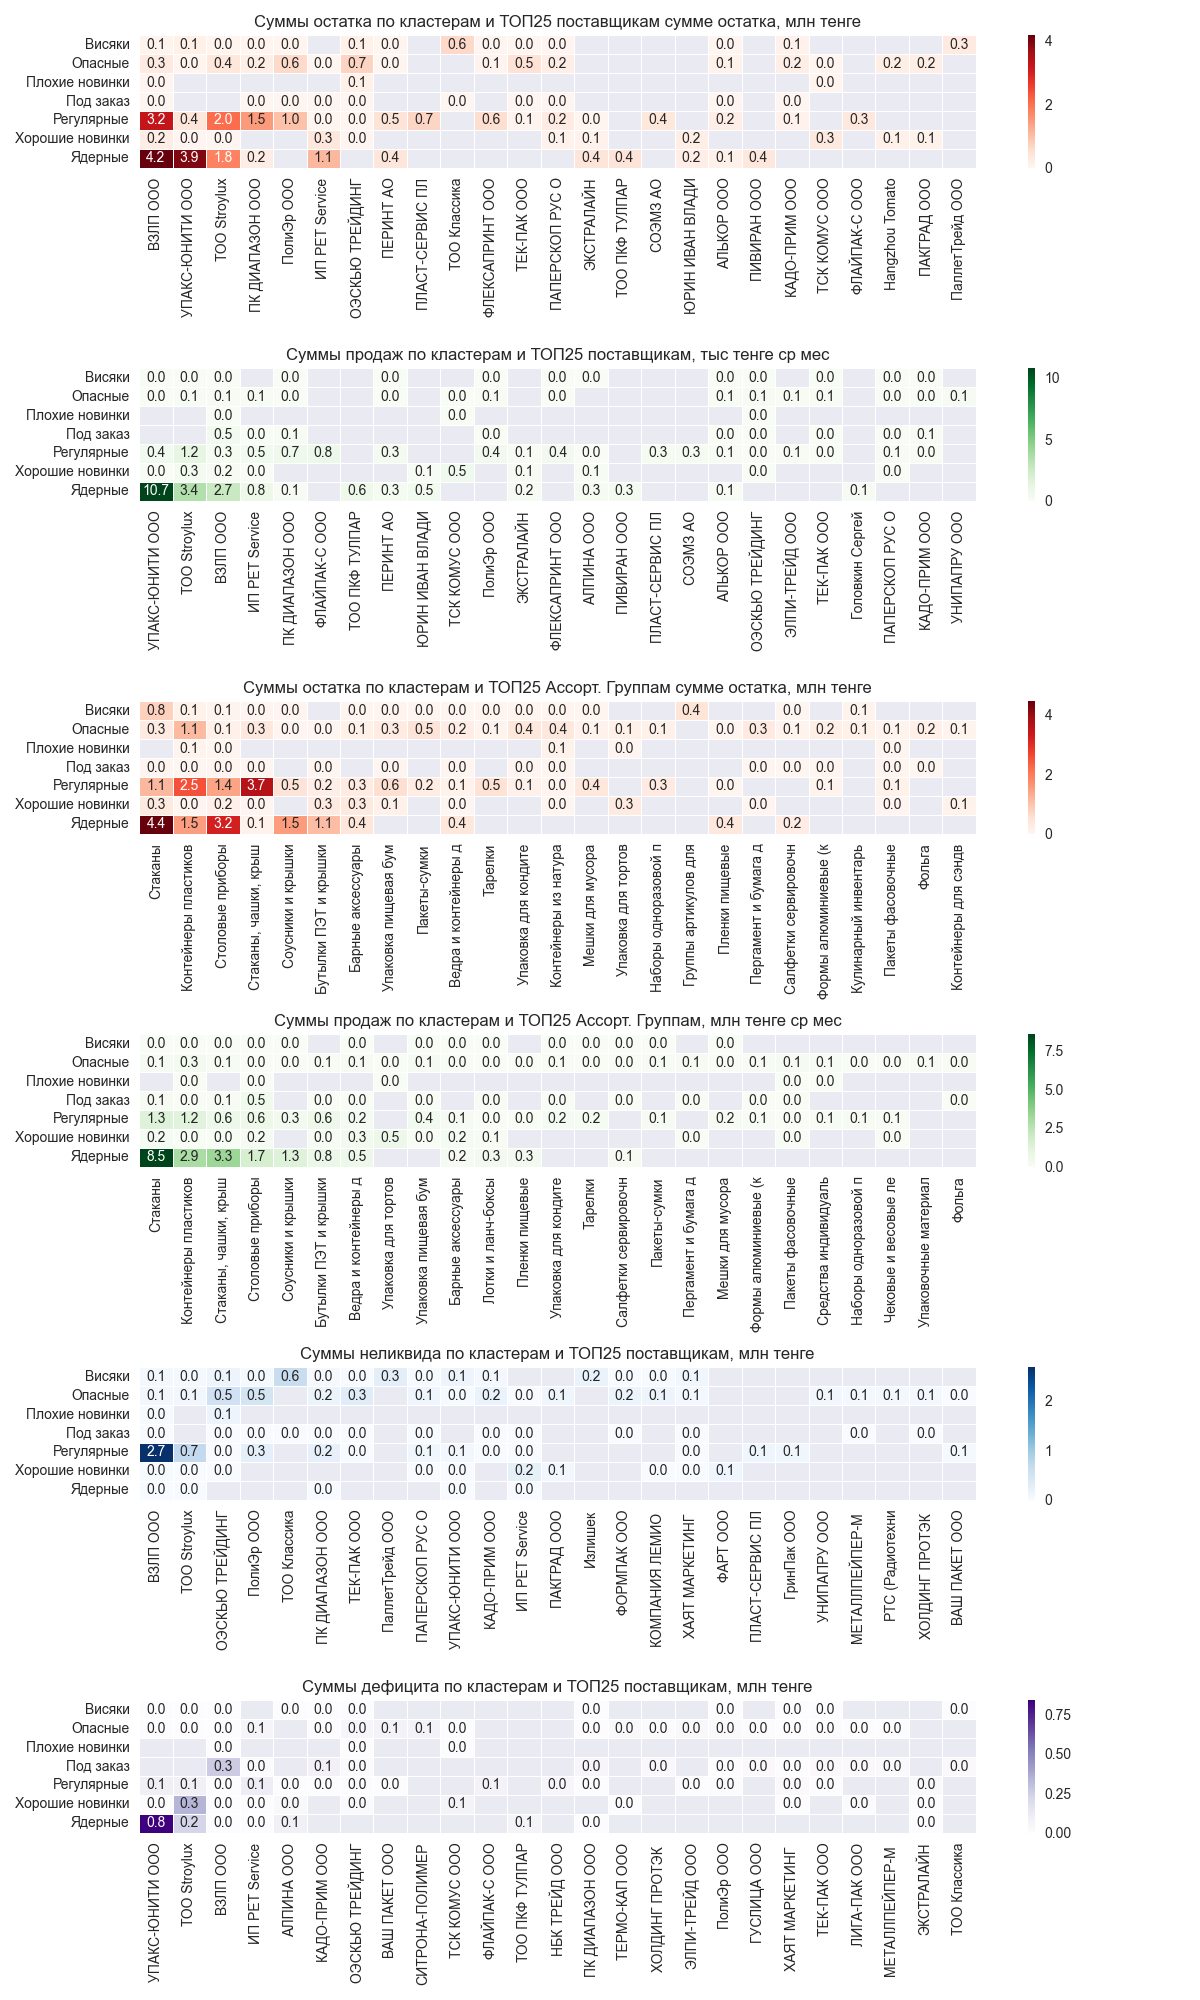 Суммы остатка по кластерам и ТОП25 поставщикам сумме остатка, млн тенге
Висяки 0.1 0.1 0.0 0.0 0.0 0.1 0.0 0.6 0.0 0.0 0.0 0.0 0.1 0.3
Опасные 0.3 0.0 0.4 0.2 0.6 0.0 0.7 0.0 0.1 0.5 0.2 0.1 0.2 0.0 0.2 0.2
Плохие новинки 0.0 0.1 0.0
Под заказ 0.0 0.0 0.0 0.0 0.0 0.0 0.0 0.0 0.0 0.0
Регулярные 3.2 0.4 2.0 1.5 1.0 0.0 0.0 0.5 0.7 0.6 0.1 0.2 0.0 0.4 0.2 0.1 0.3
Хорошие новинки 0.2 0.0 0.0 0.3 0.0 0.1 0.1 0.2 0.3 0.1 0.1
Ядерные 4.2 3.9 1.8 0.2 1.1 0.4 0.4 0.4 0.2 0.1 0.4
4
2
0
ВЗЛП ООО
УПАКС-ЮНИТИ ООО
ТОО Stroylux
ПК ДИАПАЗОН ООО
ПолиЭр ООО
ИП РЕТ Service
ОЭСКЬЮ ТРЕЙДИНГ
ПЕРИНТ АО
ПЛАСТ-СЕРВИС ПЛ
ТОО Классика
ФЛЕКСАПРИНТ ООО
ТЕК-ПАК ООО
ПАПЕРСКОП РУС О
ЭКСТРАЛАЙН
ТОО ПКФ ТУЛПАР
СОЭМЗ АО
ЮРИН ИВАН ВЛАДИ
АЛЬКОР ООО
ПИВИРАН ООО
КАДО-ПРИМ ООО
ТСК КОМУС ООО
ФЛАЙПАК-С ООО
Hangzhou Tomato
ПАКГРАД ООО
ПаллетТрейд ООО
Суммы продаж по кластерам и ТОП25 поставщикам, тыс тенге ср мес
Висяки 0.0 0.0 0.0 0.0 0.0 0.0 0.0 0.0 0.0 0.0 0.0 0.0 0.0
Опасные 0.0 0.1 0.1 0.1 0.0 0.0 0.0 0.1 0.0 0.1 0.1 0.1 0.1 0.0 0.0 0.1
Плохие новинки 0.0 0.0 0.0
Под заказ 0.5 0.0 0.1 0.0 0.0 0.0 0.0 0.0 0.1
Регулярные 0.4 1.2 0.3 0.5 0.7 0.8 0.3 0.4 0.1 0.4 0.0 0.3 0.3 0.1 0.0 0.1 0.0 0.1 0.0
Хорошие новинки 0.0 0.3 0.2 0.0 0.1 0.5 0.1 0.1 0.0 0.0
Ядерные 10.7 3.4 2.7 0.8 0.1 0.6 0.3 0.5 0.2 0.3 0.3 0.1 0.1
10
5
0
УПАКС-ЮНИТИ ООО
ТОО Stroylux
ВЗЛП ООО
ИП РЕТ Service
ПК ДИАПАЗОН ООО
ФЛАЙПАК-С ООО
ТОО ПКФ ТУЛПАР
ПЕРИНТ АО
ЮРИН ИВАН ВЛАДИ
ТСК КОМУС ООО
ПолиЭр ООО
ЭКСТРАЛАЙН
ФЛЕКСАПРИНТ ООО
АЛПИНА ООО
ПИВИРАН ООО
ПЛАСТ-СЕРВИС ПЛ
СОЭМЗ АО
АЛЬКОР ООО
ОЭСКЬЮ ТРЕЙДИНГ
ЭЛПИ-ТРЕЙД ООО
ТЕК-ПАК ООО
Головкин Сергей
ПАПЕРСКОП РУС О
КАДО-ПРИМ ООО
УНИПАПРУ ООО
Суммы остатка по кластерам и ТОП25 Ассорт. Группам сумме остатка, млн тенге
Висяки 0.8 0.1 0.1 0.0 0.0 0.0 0.0 0.0 0.0 0.0 0.0 0.0 0.0 0.4 0.0 0.1
Опасные 0.3 1.1 0.1 0.3 0.0 0.0 0.1 0.3 0.5 0.2 0.1 0.4 0.4 0.1 0.1 0.1 0.0 0.3 0.1 0.2 0.1 0.1 0.2 0.1
Плохие новинки 0.1 0.0 0.1 0.0 0.0
Под заказ 0.0 0.0 0.0 0.0 0.0 0.0 0.0 0.0 0.0 0.0 0.0 0.0 0.0 0.0
Регулярные 1.1 2.5 1.4 3.7 0.5 0.2 0.3 0.6 0.2 0.1 0.5 0.1 0.0 0.4 0.3 0.0 0.1 0.1
Хорошие новинки 0.3 0.0 0.2 0.0 0.3 0.3 0.1 0.0 0.0 0.3 0.0 0.0 0.1
Ядерные 4.4 1.5 3.2 0.1 1.5 1.1 0.4 0.4 0.4 0.2
4
2
0
Стаканы
Контейнеры пластиков
Столовые приборы
Стаканы, чашки, крыш
Соусники и крышки
Бутылки ПЭТ и крышки
Барные аксессуары
Упаковка пищевая бум
Пакеты-сумки
Ведра и контейнеры д
Тарелки
Упаковка для кондите
Контейнеры из натура
Мешки для мусора
Упаковка для тортов
Наборы одноразовой п
Группы артикулов для
Пленки пищевые
Пергамент и бумага д
Салфетки сервировочн
Формы алюминиевые (к
Кулинарный инвентарь
Пакеты фасовочные
Фольга
Контейнеры для сэндв
Суммы продаж по кластерам и ТОП25 Ассорт. Группам, млн тенге ср мес
Висяки 0.0 0.0 0.0 0.0 0.0 0.0 0.0 0.0 0.0 0.0 0.0 0.0 0.0 0.0 0.0
Опасные 0.1 0.3 0.1 0.0 0.0 0.1 0.1 0.0 0.1 0.0 0.0 0.0 0.1 0.0 0.0 0.1 0.1 0.0 0.1 0.1 0.1 0.0 0.0 0.1 0.0
Плохие новинки 0.0 0.0 0.0 0.0 0.0
Под заказ 0.1 0.0 0.1 0.5 0.0 0.0 0.0 0.0 0.0 0.0 0.0 0.0 0.0 0.0
Регулярные 1.3 1.2 0.6 0.6 0.3 0.6 0.2 0.4 0.1 0.0 0.0 0.2 0.2 0.1 0.2 0.1 0.0 0.1 0.1 0.1
Хорошие новинки 0.2 0.0 0.0 0.2 0.0 0.3 0.5 0.0 0.2 0.1 0.0 0.0 0.0
Ядерные 8.5 2.9 3.3 1.7 1.3 0.8 0.5 0.2 0.3 0.3 0.1
7.5
5.0
2.5
0.0
Стаканы
Контейнеры пластиков
Стаканы, чашки, крыш
Столовые приборы
Соусники и крышки
Бутылки ПЭТ и крышки
Ведра и контейнеры д
Упаковка для тортов
Упаковка пищевая бум
Барные аксессуары
Лотки и ланч-боксы
Пленки пищевые
Упаковка для кондите
Тарелки
Салфетки сервировочн
Пакеты-сумки
Пергамент и бумага д
Мешки для мусора
Формы алюминиевые (к
Пакеты фасовочные
Средства индивидуаль
Наборы одноразовой п
Чековые и весовые ле
Упаковочные материал
Фольга
Суммы неликвида по кластерам и ТОП25 поставщикам, млн тенге
Висяки 0.1 0.0 0.1 0.0 0.6 0.0 0.0 0.3 0.0 0.1 0.1 0.2 0.0 0.0 0.1
Опасные 0.1 0.1 0.5 0.5 0.2 0.3 0.1 0.0 0.2 0.0 0.1 0.2 0.1 0.1 0.1 0.1 0.1 0.1 0.0
Плохие новинки 0.0 0.1
Под заказ 0.0 0.0 0.0 0.0 0.0 0.0 0.0 0.0 0.0 0.0 0.0 0.0 0.0 0.0
Регулярные 2.7 0.7 0.0 0.3 0.2 0.0 0.1 0.1 0.0 0.0 0.0 0.1 0.1 0.1
Хорошие новинки 0.0 0.0 0.0 0.0 0.0 0.2 0.1 0.0 0.0 0.1
Ядерные 0.0 0.0 0.0 0.0 0.0
2
1
0
ВЗЛП ООО
ТОО Stroylux
ОЭСКЬЮ ТРЕЙДИНГ
ПолиЭр ООО
ТОО Классика
ПК ДИАПАЗОН ООО
ТЕК-ПАК ООО
ПаллетТрейд ООО
ПАПЕРСКОП РУС О
УПАКС-ЮНИТИ ООО
КАДО-ПРИМ ООО
ИП РЕТ Service
ПАКГРАД ООО
Излишек
ФОРМПАК ООО
КОМПАНИЯ ЛЕМИО
ХАЯТ МАРКЕТИНГ
ФАРТ ООО
ПЛАСТ-СЕРВИС ПЛ
ГринПак ООО
УНИПАПРУ ООО
МЕТАЛЛПЕЙПЕР-М
РТС (Радиотехни
ХОЛДИНГ ПРОТЭК
ВАШ ПАКЕТ ООО
Суммы дефицита по кластерам и ТОП25 поставщикам, млн тенге
Висяки 0.0 0.0 0.0 0.0 0.0 0.0 0.0 0.0 0.0 0.0 0.0
Опасные 0.0 0.0 0.0 0.1 0.0 0.0 0.1 0.1 0.0 0.0 0.0 0.0 0.0 0.0 0.0 0.0 0.0 0.0 0.0
Плохие новинки 0.0 0.0 0.0
Под заказ 0.3 0.0 0.1 0.0 0.0 0.0 0.0 0.0 0.0 0.0 0.0 0.0 0.0
Регулярные 0.1 0.1 0.0 0.1 0.0 0.0 0.0 0.0 0.1 0.0 0.0 0.0 0.0 0.0 0.0 0.0
Хорошие новинки 0.0 0.3 0.0 0.0 0.0 0.0 0.1 0.0 0.0 0.0 0.0
Ядерные 0.8 0.2 0.0 0.0 0.1 0.1 0.0 0.0
0.75
0.50
0.25
0.00
УПАКС-ЮНИТИ ООО
ТОО Stroylux
ВЗЛП ООО
ИП РЕТ Service
АЛПИНА ООО
КАДО-ПРИМ ООО
ОЭСКЬЮ ТРЕЙДИНГ
ВАШ ПАКЕТ ООО
СИТРОНА-ПОЛИМЕР
ТСК КОМУС ООО
ФЛАЙПАК-С ООО
ТОО ПКФ ТУЛПАР
НБК ТРЕЙД ООО
ПК ДИАПАЗОН ООО
ТЕРМО-КАП ООО
ХОЛДИНГ ПРОТЭК
ЭЛПИ-ТРЕЙД ООО
ПолиЭр ООО
ГУСЛИЦА ООО
ХАЯТ МАРКЕТИНГ
ТЕК-ПАК ООО
ЛИГА-ПАК ООО
МЕТАЛЛПЕЙПЕР-М
ЭКСТРАЛАЙН
ТОО Классика